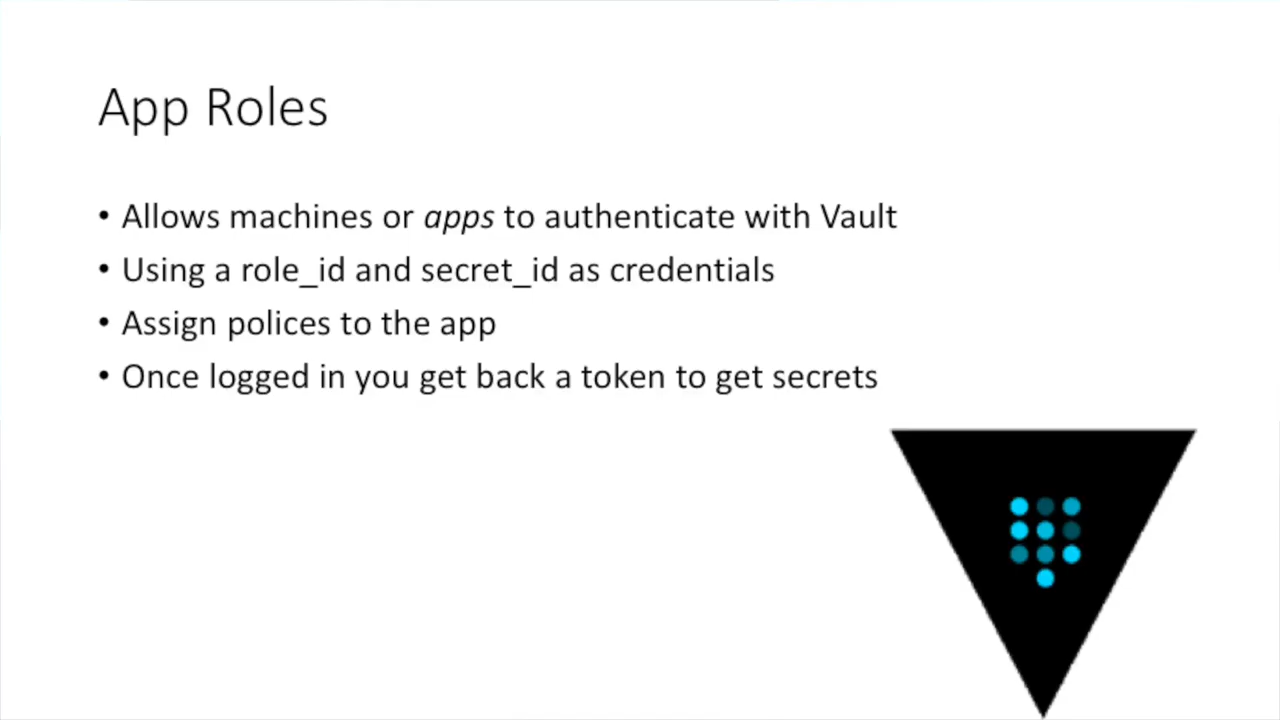 App Roles
• Allows machines or apps to authenticate with Vault
• Using a role_id and secret_id as credentials
• Assign polices to the app
• Once logged in you get back a token to get secrets